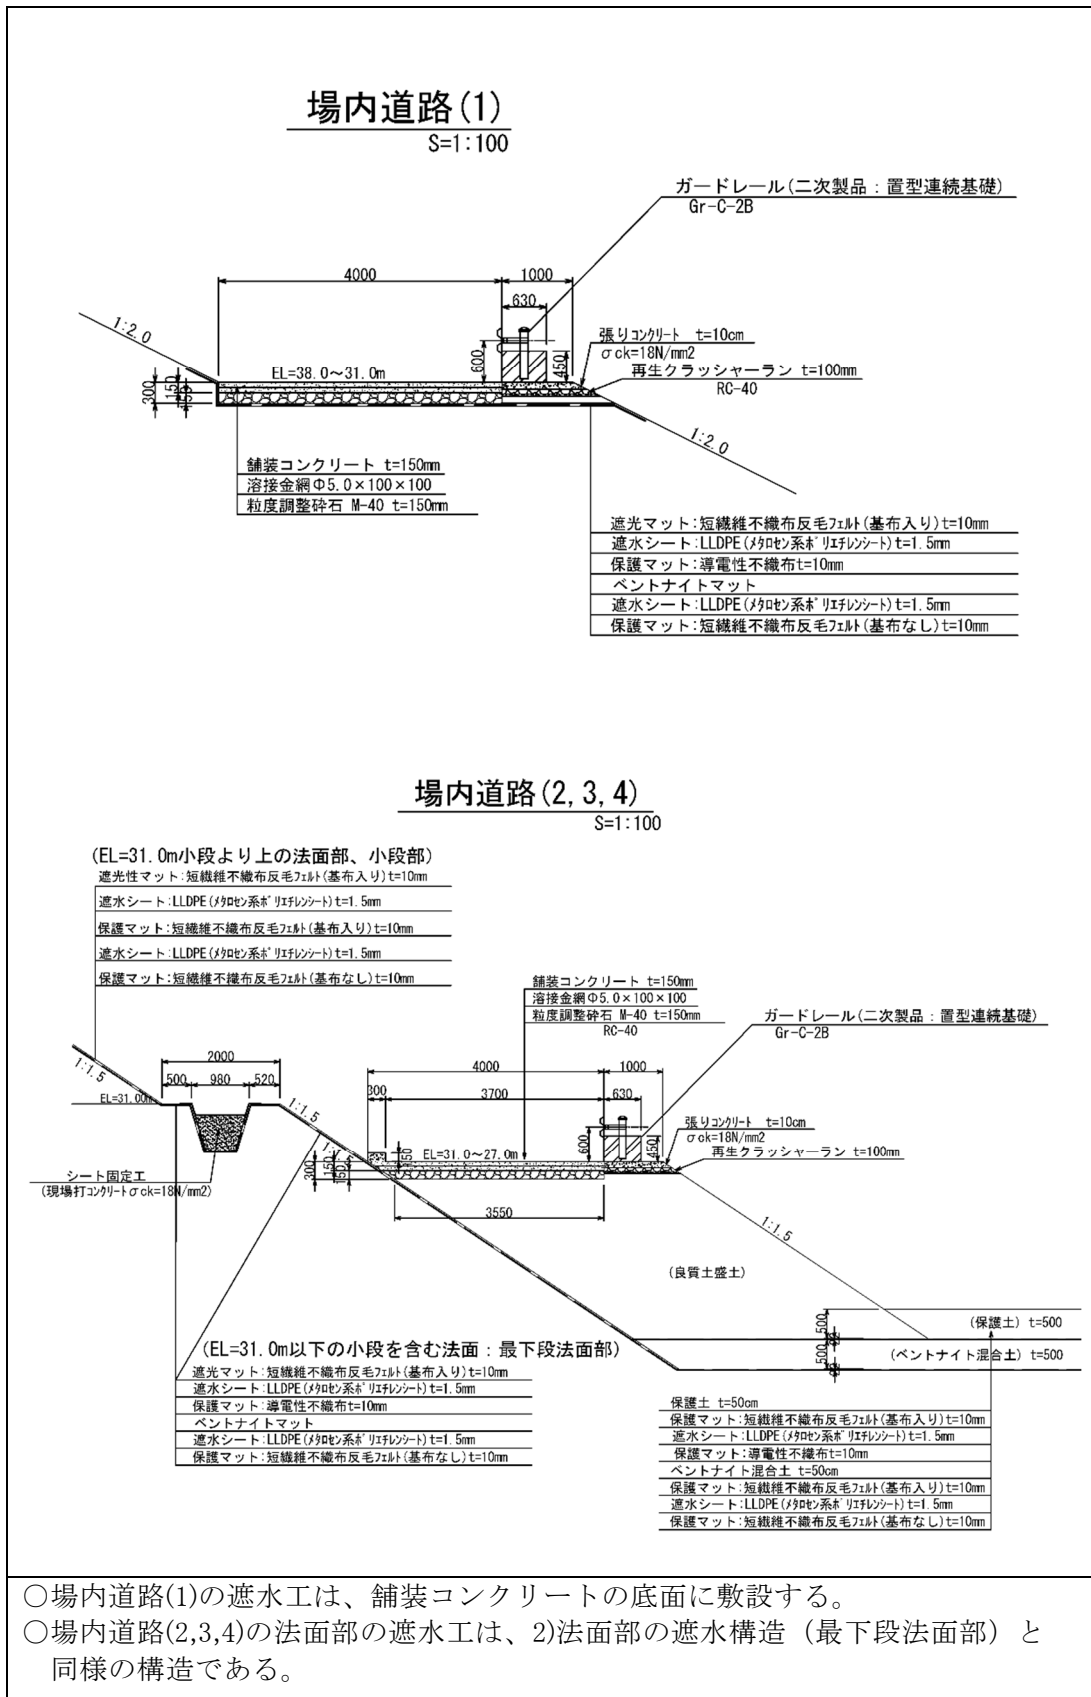 場内道路(1)
S=1:100
ガードレール(二次製品：置型連続基礎)
Gr-C-2B
4000
1000
630
1:2.0
600
450
張りコンクリート t=10cm
σck=18N/mm2
再生クラッシャーラン t=100mm
RC-40
EL=38.0～31.0m
300
150
150
1:2.0
舗装コンクリート t=150mm
溶接金網Φ5.0×100×100
粒度調整砕石 M-40 t=150mm
遮光マット:短繊維不織布反毛フェルト(基布入り)t=10mm
遮水シート:LLDPE(メタロセン系ポリエチレンシート)t=1.5mm
保護マット:導電性不織布t=10mm
ベントナイトマット
遮水シート:LLDPE(メタロセン系ポリエチレンシート)t=1.5mm
保護マット:短繊維不織布反毛フェルト(基布なし)t=10mm
場内道路(2,3,4)
S=1:100
(EL=31.0m小段より上の法面部、小段部)
遮光性マット:短繊維不織布反毛フェルト(基布入り)t=10mm
遮水シート:LLDPE(メタロセン系ポリエチレンシート)t=1.5mm
保護マット:短繊維不織布反毛フェルト(基布入り)t=10mm
遮水シート:LLDPE(メタロセン系ポリエチレンシート)t=1.5mm
保護マット:短繊維不織布反毛フェルト(基布なし)t=10mm
舗装コンクリート t=150mm
溶接金網Φ5.0×100×100
粒度調整砕石 M-40 t=150mm
RC-40
ガードレール(二次製品：置型連続基礎)
Gr-C-2B
1:1.5
2000
500
980
520
EL=31.00m
1:1.5
4000
1000
300
3700
630
600
450
張りコンクリート t=10cm
σck=18N/mm2
再生クラッシャーラン t=100mm
150
EL=31.0～27.0m
300
150
150
3550
シート固定工
(現場打コンクリートσck=18N/mm2)
1:1.5
(良質土盛土)
500
(保護土) t=500
500
(ベントナイト混合土) t=500
(EL=31.0m以下の小段を含む法面：最下段法面部)
遮光マット:短繊維不織布反毛フェルト(基布入り)t=10mm
遮水シート:LLDPE(メタロセン系ポリエチレンシート)t=1.5mm
保護マット:導電性不織布t=10mm
ベントナイトマット
遮水シート:LLDPE(メタロセン系ポリエチレンシート)t=1.5mm
保護マット:短繊維不織布反毛フェルト(基布なし)t=10mm
保護土 t=50cm
保護マット:短繊維不織布反毛フェルト(基布入り)t=10mm
遮水シート:LLDPE(メタロセン系ポリエチレンシート)t=1.5mm
保護マット:導電性不織布t=10mm
ベントナイト混合土 t=50cm
保護マット:短繊維不織布反毛フェルト(基布入り)t=10mm
遮水シート:LLDPE(メタロセン系ポリエチレンシート)t=1.5mm
保護マット:短繊維不織布反毛フェルト(基布なし)t=10mm
○場内道路(1)の遮水工は、舗装コンクリートの底面に敷設する。
○場内道路(2,3,4)の法面部の遮水工は、2)法面部の遮水構造（最下段法面部）と
同様の構造である。